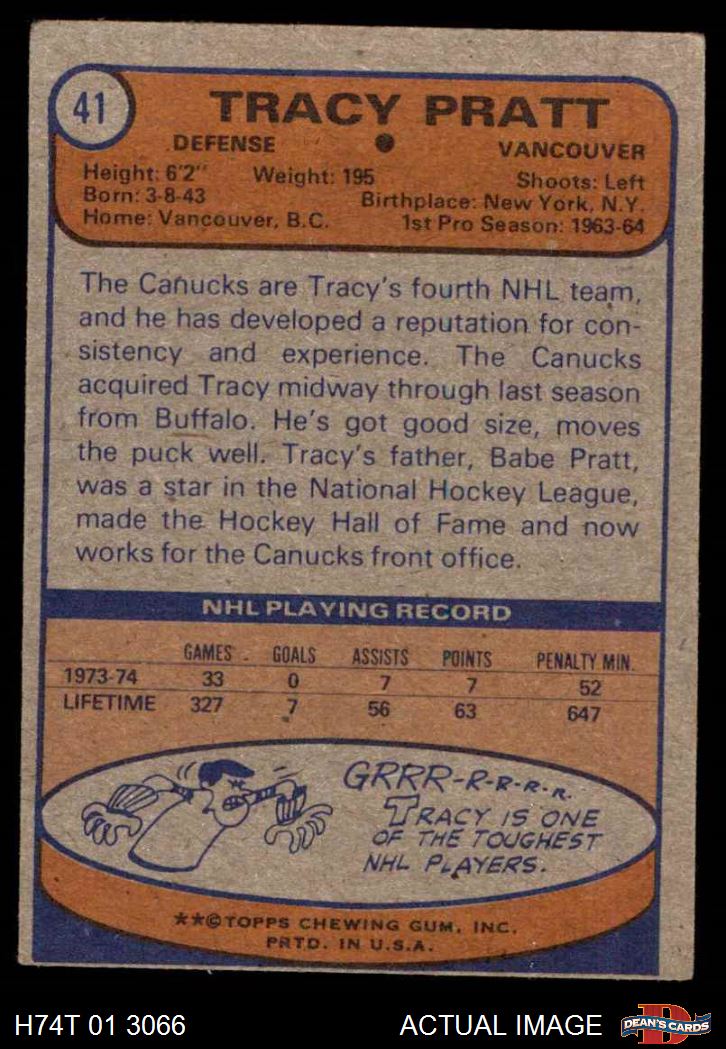 41
TRACY PRATT
DEFENSE
VANCOUVER
Height: 6'2" Weight: 195 Shoots: Left
Born: 3-8-43 Birthplace: New York, N.Y.
Home: Vancouver, B.C. 1st Pro Season: 1963-64
The Canucks are Tracy's fourth NHL team,
and he has developed a reputation for con-
sistency and experience. The Canucks
acquired Tracy midway through last season
from Buffalo. He's got good size, moves
the puck well. Tracy's father, Babe Pratt,
was a star in the National Hockey League,
made the Hockey Hall of Fame and now
works for the Canucks front office.
NHL PLAYING RECORD
GAMES GOALS ASSISTS POINTS PENALTY MIN.
1973-74 33 0 7 7 52
LIFETIME 327 7 56 63 647
GRRR-R-R-R-R.
TRACY IS ONE
OF THE TOUGHEST
NHL PLAYERS.
**©TOPPS CHEWING GUM, INC.
PRTD. IN U.S.A.
H74T 01 3066
ACTUAL IMAGE
D
DEAN'S CARDS